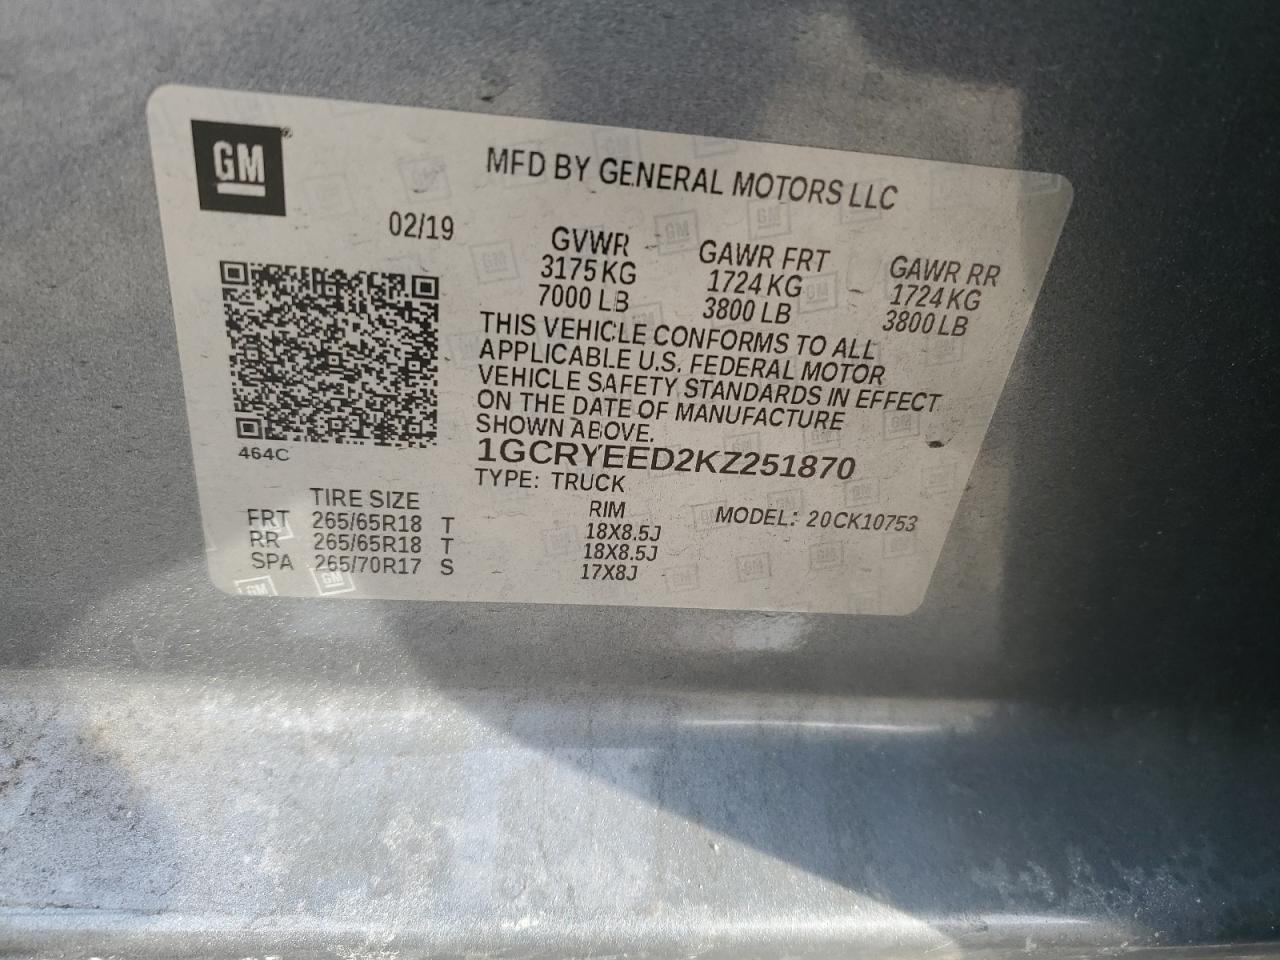 GM®
MFD BY GENERAL MOTORS LLC
02/19
GVWR GAWR FRT GAWR RR
3175 KG 1724 KG 1724 KG
7000 LB 3800 LB 3800 LB
THIS VEHICLE CONFORMS TO ALL
APPLICABLE U.S. FEDERAL MOTOR
VEHICLE SAFETY STANDARDS IN EFFECT
ON THE DATE OF MANUFACTURE
SHOWN ABOVE.
464C
1GCRYEED2KZ251870
TYPE: TRUCK
TIRE SIZE RIM MODEL: 20CK10753
FRT 265/65R18 T 18X8.5J
RR 265/65R18 T 18X8.5J
SPA 265/70R17 S 17X8J